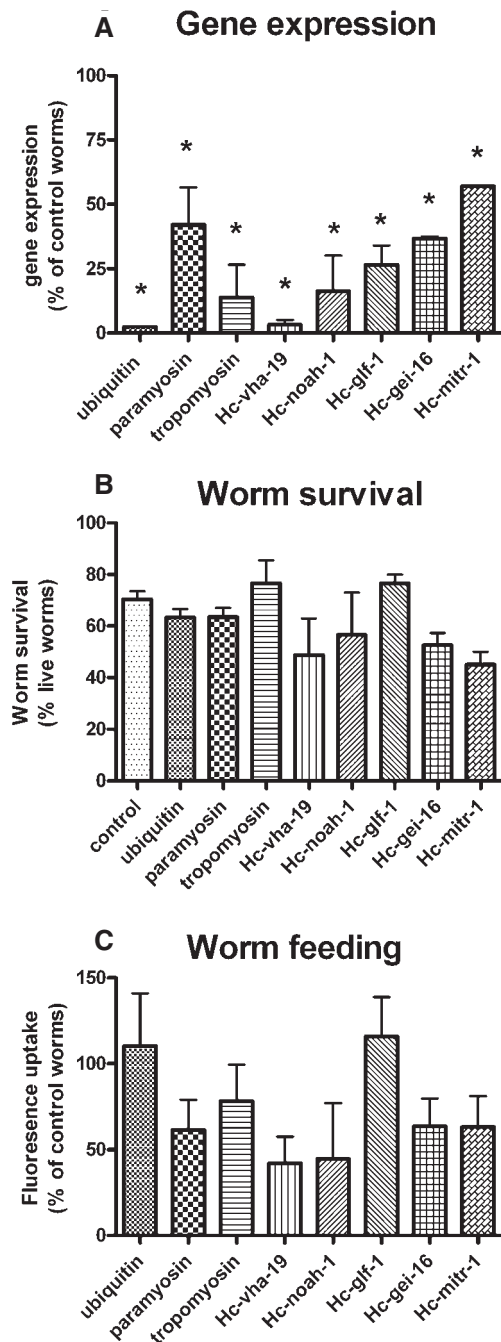 A Gene expression
100
75
50
25
0
gene expression
(% of control worms)
* * * * * * * *
ubiquitin
paramyosin
tropomyosin
Hc-vha-19
Hc-noah-1
Hc-glf-1
Hc-gei-16
Hc-mitr-1
B Worm survival
100
80
60
40
20
0
Worm survival
(% live worms)
control
ubiquitin
paramyosin
tropomyosin
Hc-vha-19
Hc-noah-1
Hc-glf-1
Hc-gei-16
Hc-mitr-1
C Worm feeding
150
100
50
0
Fluoresence uptake
(% of control worms)
ubiquitin
paramyosin
tropomyosin
Hc-vha-19
Hc-noah-1
Hc-glf-1
Hc-gei-16
Hc-mitr-1